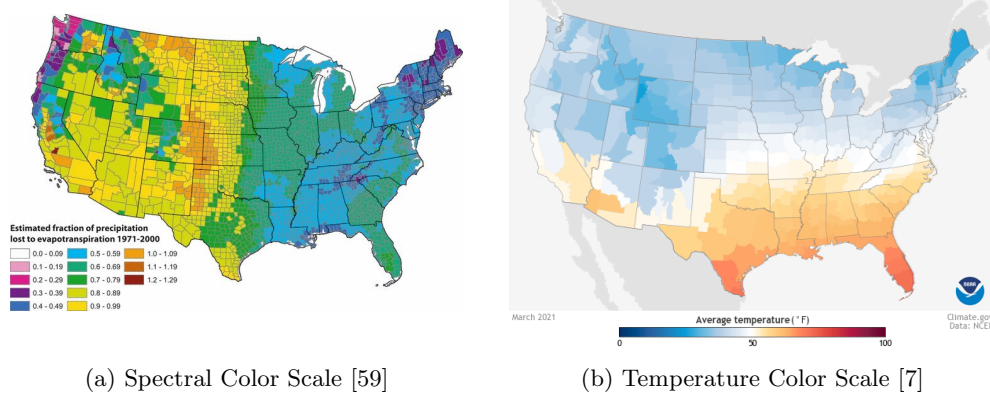 Estimated fraction of precipitation
lost to evapotranspiration 1971-2000
0.0 - 0.09 0.5 - 0.59 1.0 - 1.09
0.1 - 0.19 0.6 - 0.69 1.1 - 1.19
0.2 - 0.29 0.7 - 0.79 1.2 - 1.29
0.3 - 0.39 0.8 - 0.89
0.4 - 0.49 0.9 - 0.99
NOAA
March 2021
Average temperature (°F)
Climate.gov
Data: NCEI
0 50 100
(a) Spectral Color Scale [59]
(b) Temperature Color Scale [7]